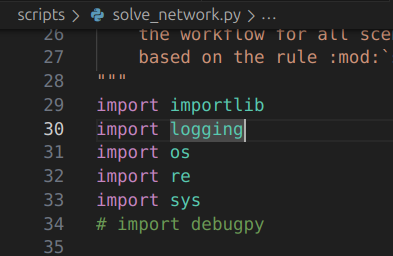 scripts > solve_network.py > ...
26 the workflow for all sce
27 based on the rule :mod:`
28 """
29 import importlib
30 import logging
31 import os
32 import re
33 import sys
34 # import debugpy
35